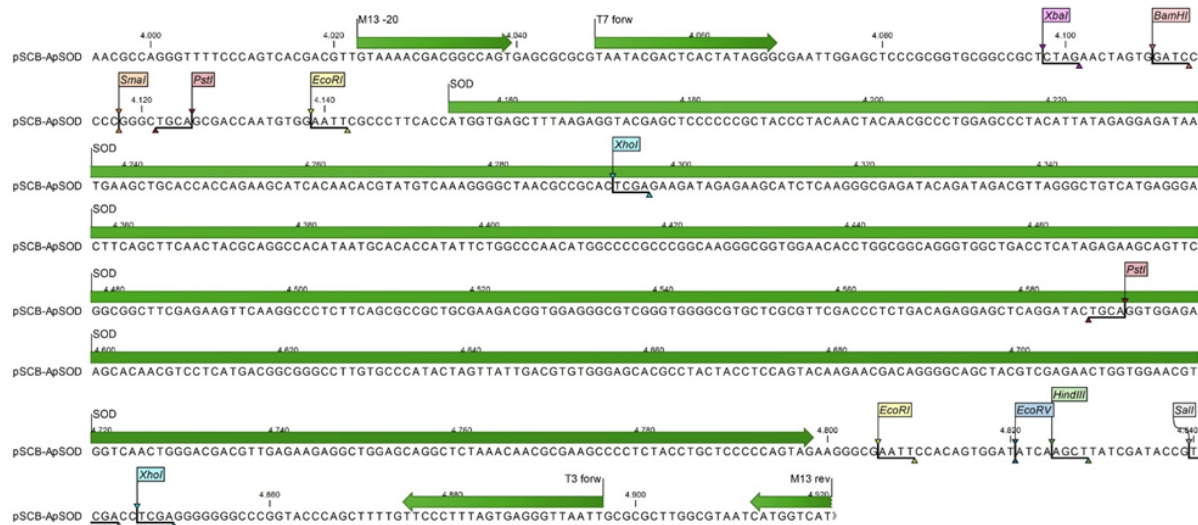 M13 -20 T7 forw XbaI BamHI
4.000 4.020 4.040 4.060 4.080 4.100
pSCB-ApSOD AACGCCAGGGTTTTCCCAGTCACGACGTTGTAAAACGACGGCCAGTGAGCGCGCGTAATACGACTCACTATAGGGCGAATTGGAGCTCCCGCGGTGCGGCCGCTCTAGAACTAGTGGATCC
SmaI PstI EcoRI SOD
4.120 4.140 4.160 4.180 4.200 4.220
pSCB-ApSOD CCCGGGCTGCAGCGACCAATGTGGAATTCGCCCTTCACCATGGTGAGCTTTAAGAGGTACGAGCTCCCCCCGCTACCCTACAACTACAACGCCCTGGAGCCCTACATTATAGAGGAGATAA
SOD XhoI
4.240 4.260 4.280 4.300 4.320 4.340
pSCB-ApSOD TGAAGCTGCACCACCAGAAGCATCACAACACGTATGTCAAAGGGGCTAACGCCGCACTCGAGAAGATAGAGAAGCATCTCAAGGGCGAGATACAGATAGACGTTAGGGCTGTCATGAGGGA
SOD
4.360 4.380 4.400 4.420 4.440 4.460
pSCB-ApSOD CTTCAGCTTCAACTACGCAGGCCACATAATGCACACCATATTCTGGCCCAACATGGCCCCGCCCGGCAAGGGCGGTGGAACACCTGGCGGCAGGGTGGCTGACCTCATAGAGAAGCAGTTC
SOD PstI
4.480 4.500 4.520 4.540 4.560 4.580
pSCB-ApSOD GGCGGCTTCGAGAAGTTCAAGGCCCTCTTCAGCGCCGCTGCGAAGACGGTGGAGGGCGTCGGGTGGGGCGTGCTCGCGTTCGACCCTCTGACAGAGGAGCTCAGGATACTGCAGGTGGAGA
SOD
4.600 4.620 4.640 4.660 4.680 4.700
pSCB-ApSOD AGCACAACGTCCTCATGACGGCGGGCCTTGTGCCCATACTAGTTATTGACGTGTGGGAGCACGCCTACTACCTCCAGTACAAGAACGACAGGGGCAGCTACGTCGAGAACTGGTGGAACGT
SOD EcoRI EcoRV HindIII SalI
4.720 4.740 4.760 4.780 4.800 4.820 4.840
pSCB-ApSOD GGTCAACTGGGACGACGTTGAGAAGAGGCTGGAGCAGGCTCTAAACAACGCGAAGCCCCTCTACCTGCTCCCCCAGTAGAAGGGCGAATTCCACAGTGGATATCAAGCTTATCGATACCGT
XhoI T3 forw M13 rev
4.860 4.880 4.900 4.920
pSCB-ApSOD CGACCTCGAGGGGGGGCCCGGTACCCAGCTTTTGTTCCCTTTAGTGAGGGTTAATTGCGCGCTTGGCGTAATCATGGTCAT